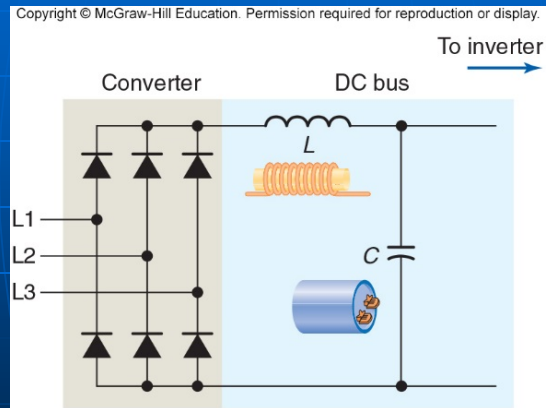 Copyright © McGraw-Hill Education. Permission required for reproduction or display.
To inverter
Converter
DC bus
L
L1
L2
L3
C